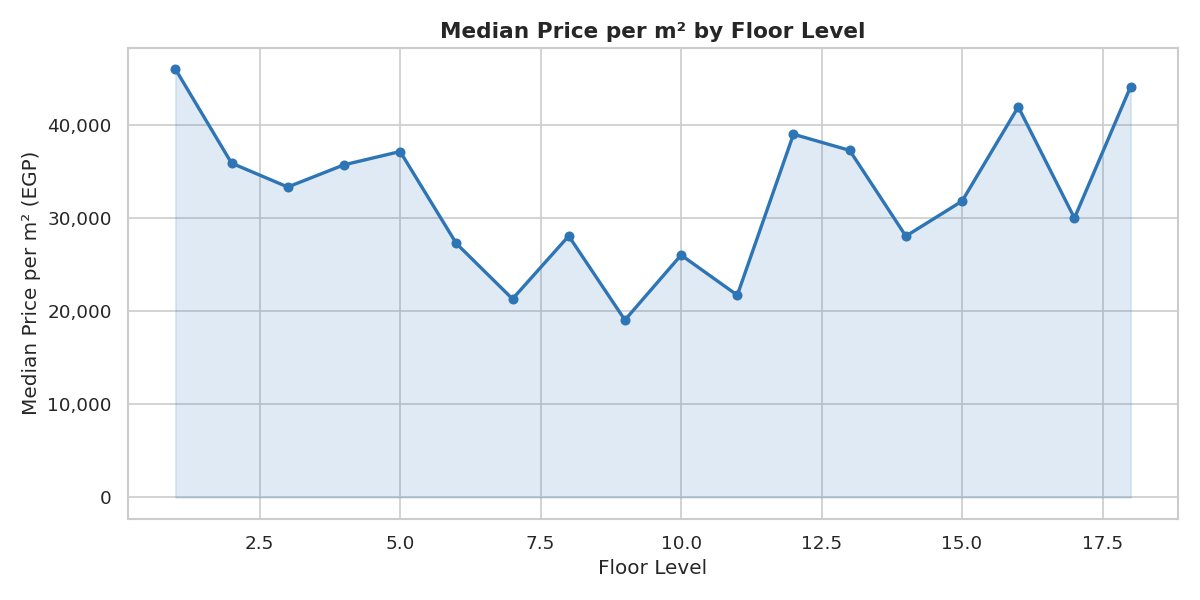 Median Price per m² by Floor Level
Median Price per m² (EGP)
40,000
30,000
20,000
10,000
0
2.5 5.0 7.5 10.0 12.5 15.0 17.5
Floor Level